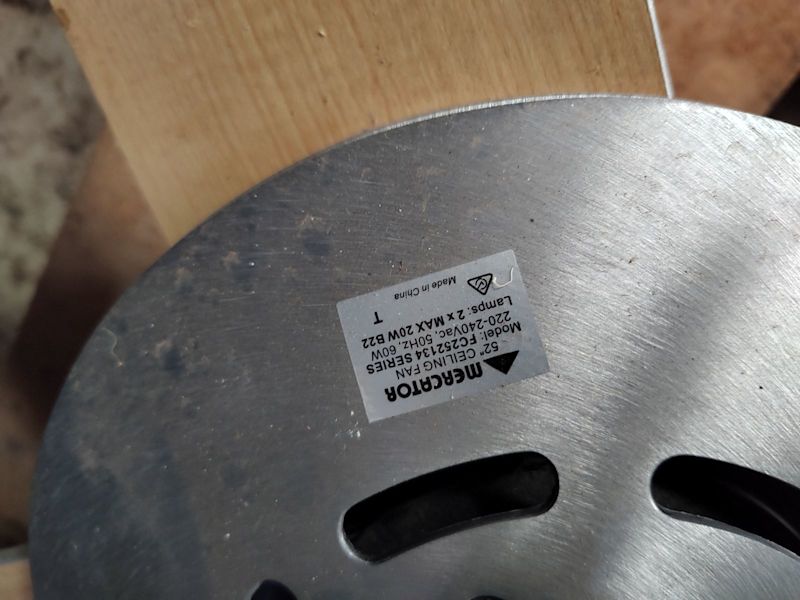 MERCATOR
52" CEILING FAN
Model: FC252134 SERIES
220-240Vac, 50HZ, 60W
Lamps: 2 x MAX 20W B22
T
Made in China